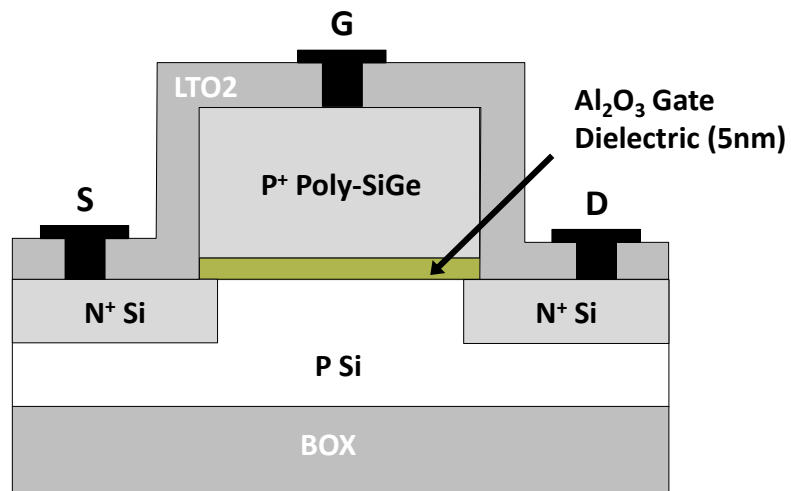 G
LTO2
Al₂O₃ Gate
Dielectric (5nm)
P⁺ Poly-SiGe
S
D
N⁺ Si
N⁺ Si
P Si
BOX